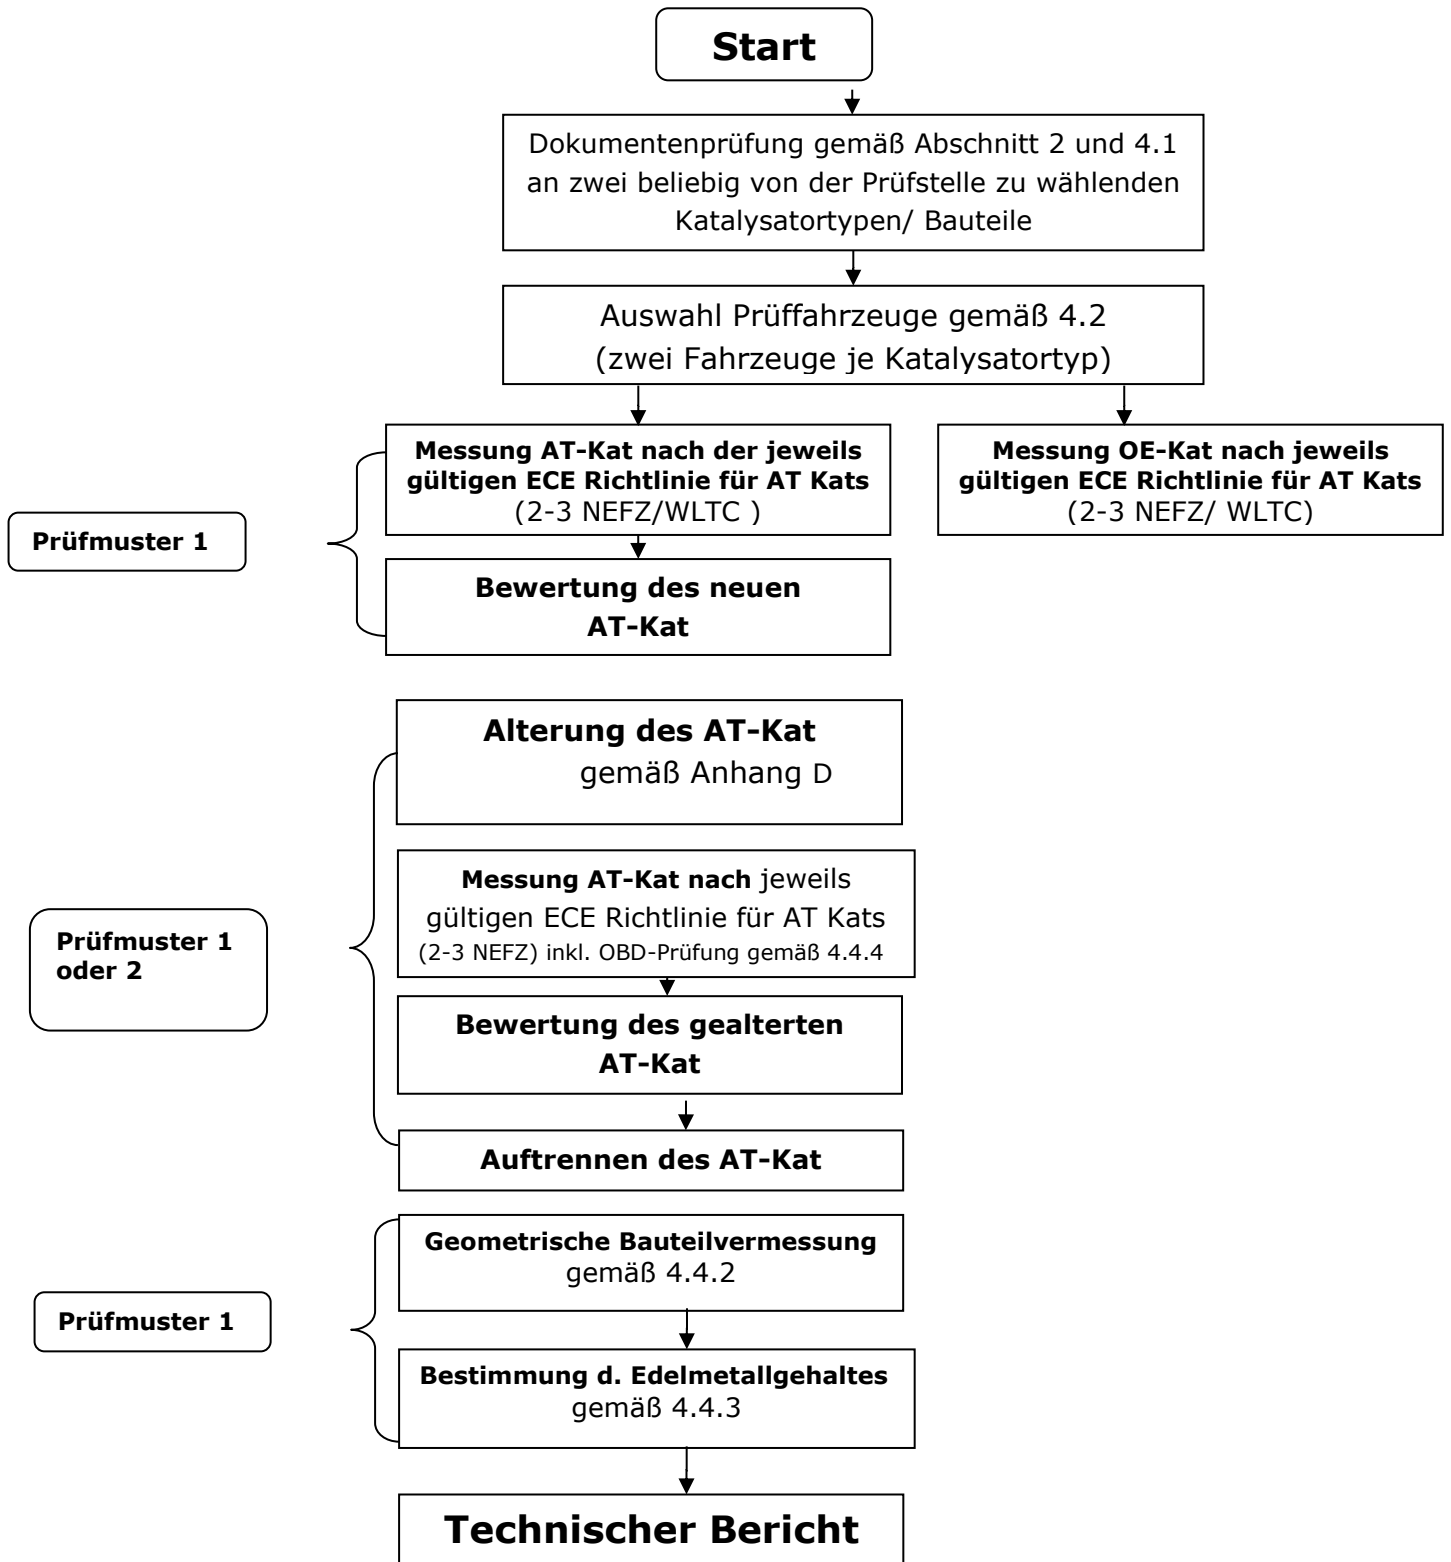 Start
Dokumentenprüfung gemäß Abschnitt 2 und 4.1
an zwei beliebig von der Prüfstelle zu wählenden
Katalysatortypen/ Bauteile
Auswahl Prüffahrzeuge gemäß 4.2
(zwei Fahrzeuge je Katalysatortyp)
Messung AT-Kat nach der jeweils
gültigen ECE Richtlinie für AT Kats
(2-3 NEFZ/WLTC )
Messung OE-Kat nach jeweils
gültigen ECE Richtlinie für AT Kats
(2-3 NEFZ/ WLTC)
Prüfmuster 1
Bewertung des neuen
AT-Kat
Alterung des AT-Kat
gemäß Anhang D
Messung AT-Kat nach jeweils
gültigen ECE Richtlinie für AT Kats
(2-3 NEFZ) inkl. OBD-Prüfung gemäß 4.4.4
Prüfmuster 1
oder 2
Bewertung des gealterten
AT-Kat
Auftrennen des AT-Kat
Geometrische Bauteilvermessung
gemäß 4.4.2
Prüfmuster 1
Bestimmung d. Edelmetallgehaltes
gemäß 4.4.3
Technischer Bericht